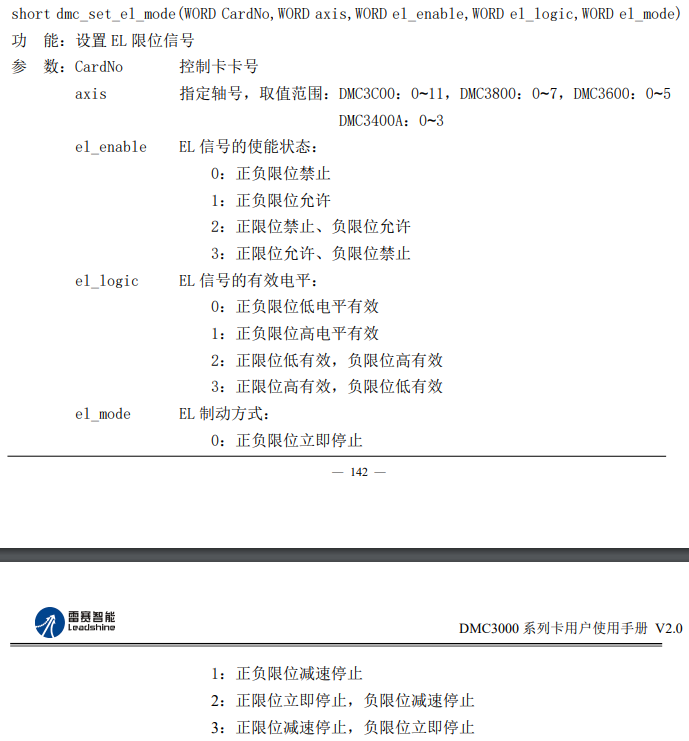 short dmc_set_el_mode(WORD CardNo,WORD axis,WORD el_enable,WORD el_logic,WORD el_mode)
功 能：设置 EL 限位信号
参 数：CardNo 控制卡卡号
axis 指定轴号，取值范围：DMC3C00：0~11，DMC3800：0~7，DMC3600：0~5
DMC3400A：0~3
el_enable EL 信号的使能状态：
0：正负限位禁止
1：正负限位允许
2：正限位禁止、负限位允许
3：正限位允许、负限位禁止
el_logic EL 信号的有效电平：
0：正负限位低电平有效
1：正负限位高电平有效
2：正限位低有效，负限位高有效
3：正限位高有效，负限位低有效
el_mode EL 制动方式：
0：正负限位立即停止
— 142 —
雷赛智能
Leadshine
DMC3000 系列卡用户使用手册 V2.0
1：正负限位减速停止
2：正限位立即停止，负限位减速停止
3：正限位减速停止，负限位立即停止